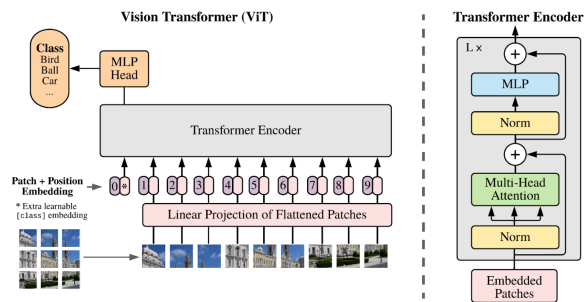 Vision Transformer (ViT)
Class
Bird
Ball
Car
...
MLP
Head
Transformer Encoder
Patch + Position
Embedding
0 * 1 2 3 4 5 6 7 8 9
* Extra learnable
[class] embedding
Linear Projection of Flattened Patches
Transformer Encoder
L ×
+
MLP
Norm
+
Multi-Head
Attention
Norm
Embedded
Patches